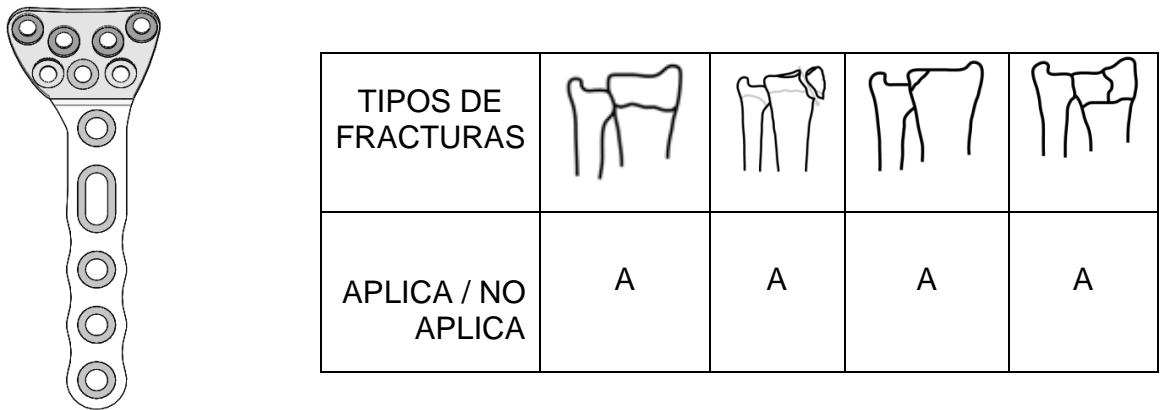 TIPOS DE
FRACTURAS
APLICA / NO
APLICA
A
A
A
A